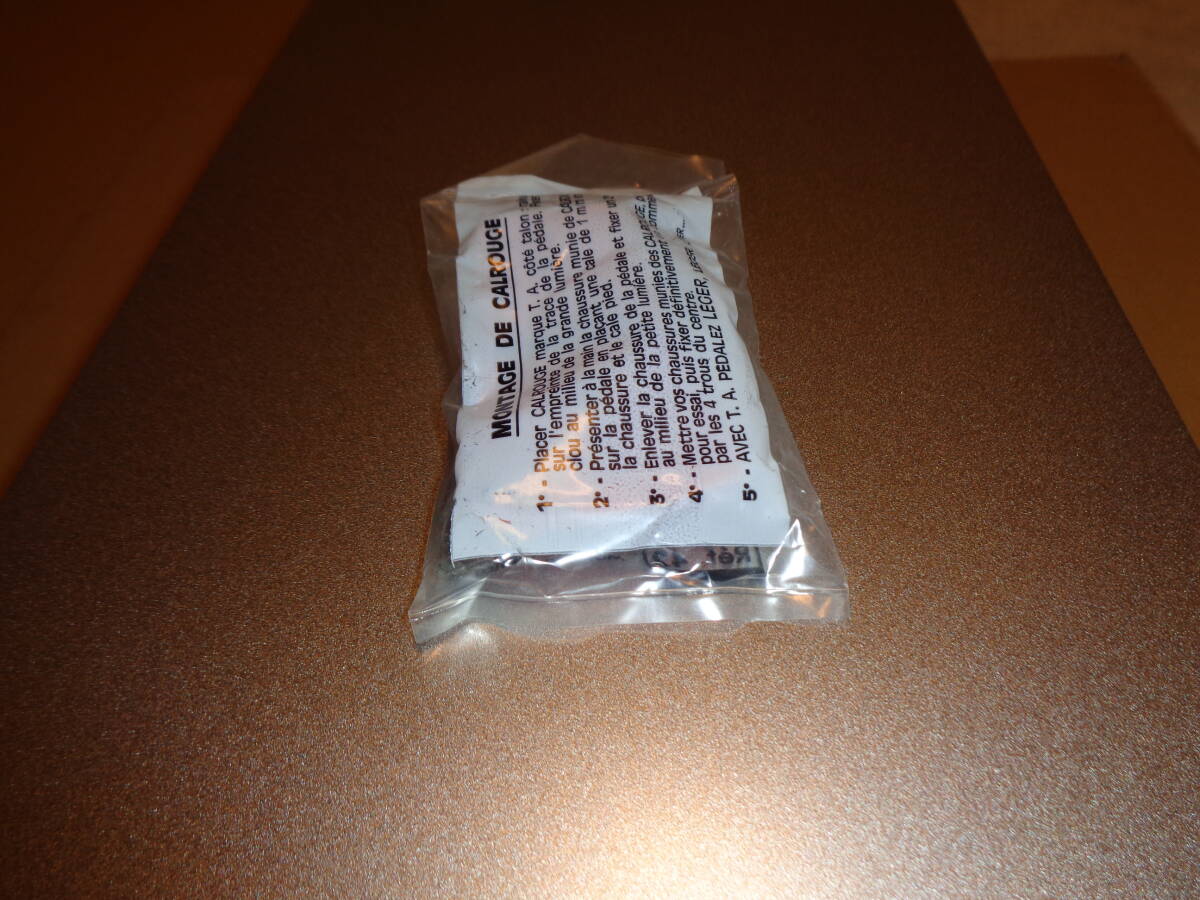 MONTAGE DE CALROUGE
1° - Placer CALROUGE marque T. A. côté talon :
sur l'empreinte de la trace de la pédale.
clou au milieu de la grande lumière.
2° - Présenter à la main la chaussure munie de
sur la pédale en plaçant une cale de 1 m m
la chaussure et le cale pied.
3° - Enlever la chaussure de la pédale et fixer un
au milieu de la petite lumière.
4° - Mettre vos chaussures munies des CALROUGE,
pour essai, puis fixer définitivement
par les 4 trous du centre.
5° - AVEC T. A. PEDALEZ LEGER,
Ref